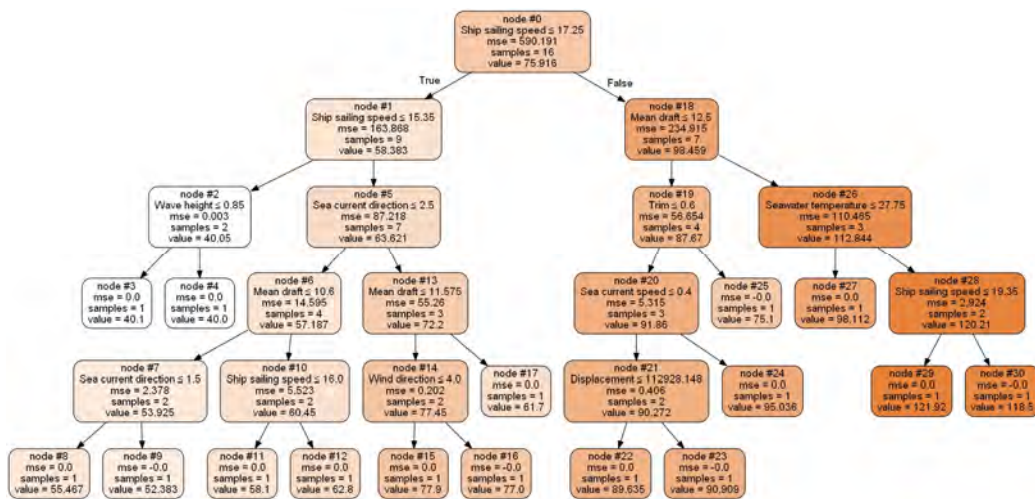 node #0
Ship sailing speed ≤ 17.25
mse = 590.191
samples = 16
value = 75.916
True
False
node #1
Ship sailing speed ≤ 15.35
mse = 163.868
samples = 9
value = 58.383
node #18
Mean draft ≤ 12.5
mse = 234.915
samples = 7
value = 98.459
node #2
Wave height ≤ 0.85
mse = 0.003
samples = 2
value = 40.05
node #5
Sea current direction ≤ 2.5
mse = 87.218
samples = 7
value = 63.621
node #19
Trim ≤ 0.6
mse = 56.654
samples = 4
value = 87.67
node #26
Seawater temperature ≤ 27.75
mse = 110.465
samples = 3
value = 112.844
node #3
mse = 0.0
samples = 1
value = 40.1
node #4
mse = 0.0
samples = 1
value = 40.0
node #6
Mean draft ≤ 10.6
mse = 14.595
samples = 4
value = 57.187
node #13
Mean draft ≤ 11.575
mse = 55.26
samples = 3
value = 72.2
node #20
Sea current speed ≤ 0.4
mse = 5.315
samples = 3
value = 91.86
node #25
mse = -0.0
samples = 1
value = 75.1
node #27
mse = 0.0
samples = 1
value = 98.112
node #28
Ship sailing speed ≤ 19.35
mse = 2.924
samples = 2
value = 120.21
node #7
Sea current direction ≤ 1.5
mse = 2.378
samples = 2
value = 53.925
node #10
Ship sailing speed ≤ 16.0
mse = 5.523
samples = 2
value = 60.45
node #14
Wind direction ≤ 4.0
mse = 0.202
samples = 2
value = 77.45
node #17
mse = 0.0
samples = 1
value = 61.7
node #21
Displacement ≤ 112928.148
mse = 0.406
samples = 2
value = 90.272
node #24
mse = 0.0
samples = 1
value = 95.036
node #29
mse = 0.0
samples = 1
value = 121.92
node #30
mse = -0.0
samples = 1
value = 118.5
node #8
mse = 0.0
samples = 1
value = 55.467
node #9
mse = -0.0
samples = 1
value = 52.383
node #11
mse = 0.0
samples = 1
value = 58.1
node #12
mse = 0.0
samples = 1
value = 62.8
node #15
mse = 0.0
samples = 1
value = 77.9
node #16
mse = -0.0
samples = 1
value = 77.0
node #22
mse = 0.0
samples = 1
value = 89.635
node #23
mse = -0.0
samples = 1
value = 90.909